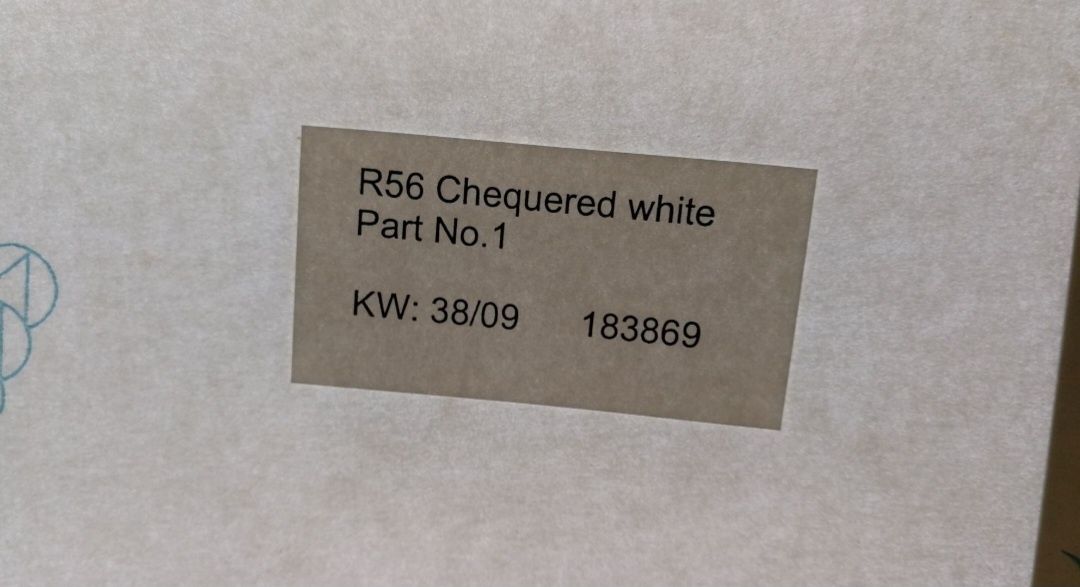 R56 Chequered white
Part No.1
KW: 38/09 183869